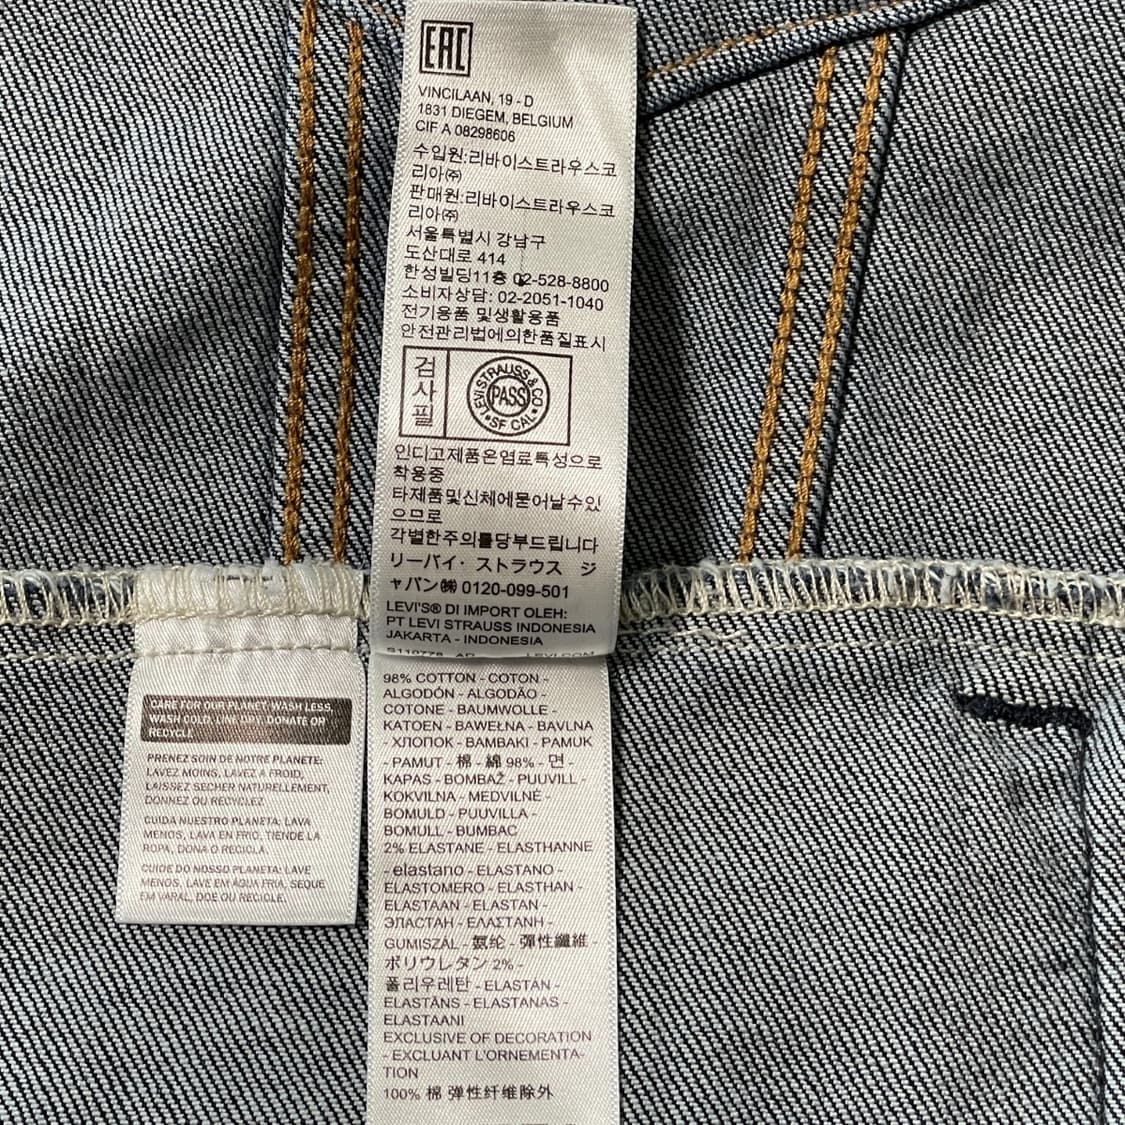 EAC
VINCILAAN, 19 - D
1831 DIEGEM, BELGIUM
CIF A 08298606
수입원:리바이스트라우스코
리아㈜
판매원:리바이스트라우스코
리아㈜
서울특별시 강남구
도산대로 414
한성빌딩11층 02-528-8800
소비자상담: 02-2051-1040
전기용품 및생활용품
안전관리법에의한품질표시
검
사
필
LEVI STRAUSS & CO
PASS
SF CAL
인디고제품은염료특성으로
착용중
타제품및신체에묻어날수있
으므로
각별한주의를당부드립니다
リーバイ・ストラウス ジ
ャパン㈱ 0120-099-501
LEVI'S® DI IMPORT OLEH:
PT LEVI STRAUSS INDONESIA
JAKARTA - INDONESIA
98% COTTON - COTON -
ALGODÓN - ALGODÃO -
COTONE - BAUMWOLLE -
KATOEN - BAWEŁNA - BAVLNA
- ХЛОПОК - BAMBAKI - PAMUK
- PAMUT - 棉 - 綿 98% - 면 -
KAPAS - BOMBAŽ - PUUVILL -
KOKVILNA - MEDVILNĖ -
BOMULD - PUUVILLA -
BOMULL - BUMBAC
2% ELASTANE - ELASTHANNE
- elastano - ELASTANO -
ELASTOMERO - ELASTHAN -
ELASTAAN - ELASTAN -
ЭЛАСТАН - ΕΛΑΣΤΑΝΗ -
GUMISZÁL - 氨纶 - 彈性纖維 -
ポリウレタン 2% -
폴리우레탄 - ELASTAN -
ELASTĀNS - ELASTANAS -
ELASTAANI
EXCLUSIVE OF DECORATION
- EXCLUANT L'ORNEMENTA-
TION
100% 棉 弹性纤维除外
CARE FOR OUR PLANET: WASH LESS,
WASH COLD, LINE DRY, DONATE OR
RECYCLE
PRENEZ SOIN DE NOTRE PLANETE:
LAVEZ MOINS, LAVEZ A FROID,
LAISSEZ SECHER NATURELLEMENT,
DONNEZ OU RECYCLEZ
CUIDA NUESTRO PLANETA: LAVA
MENOS, LAVA EN FRIO, TIENDE LA
ROPA, DONA O RECICLA.
CUIDE DO NOSSO PLANETA: LAVE
MENOS, LAVE EM ÁGUA FRIA, SEQUE
EM VARAL, DOE OU RECICLE.